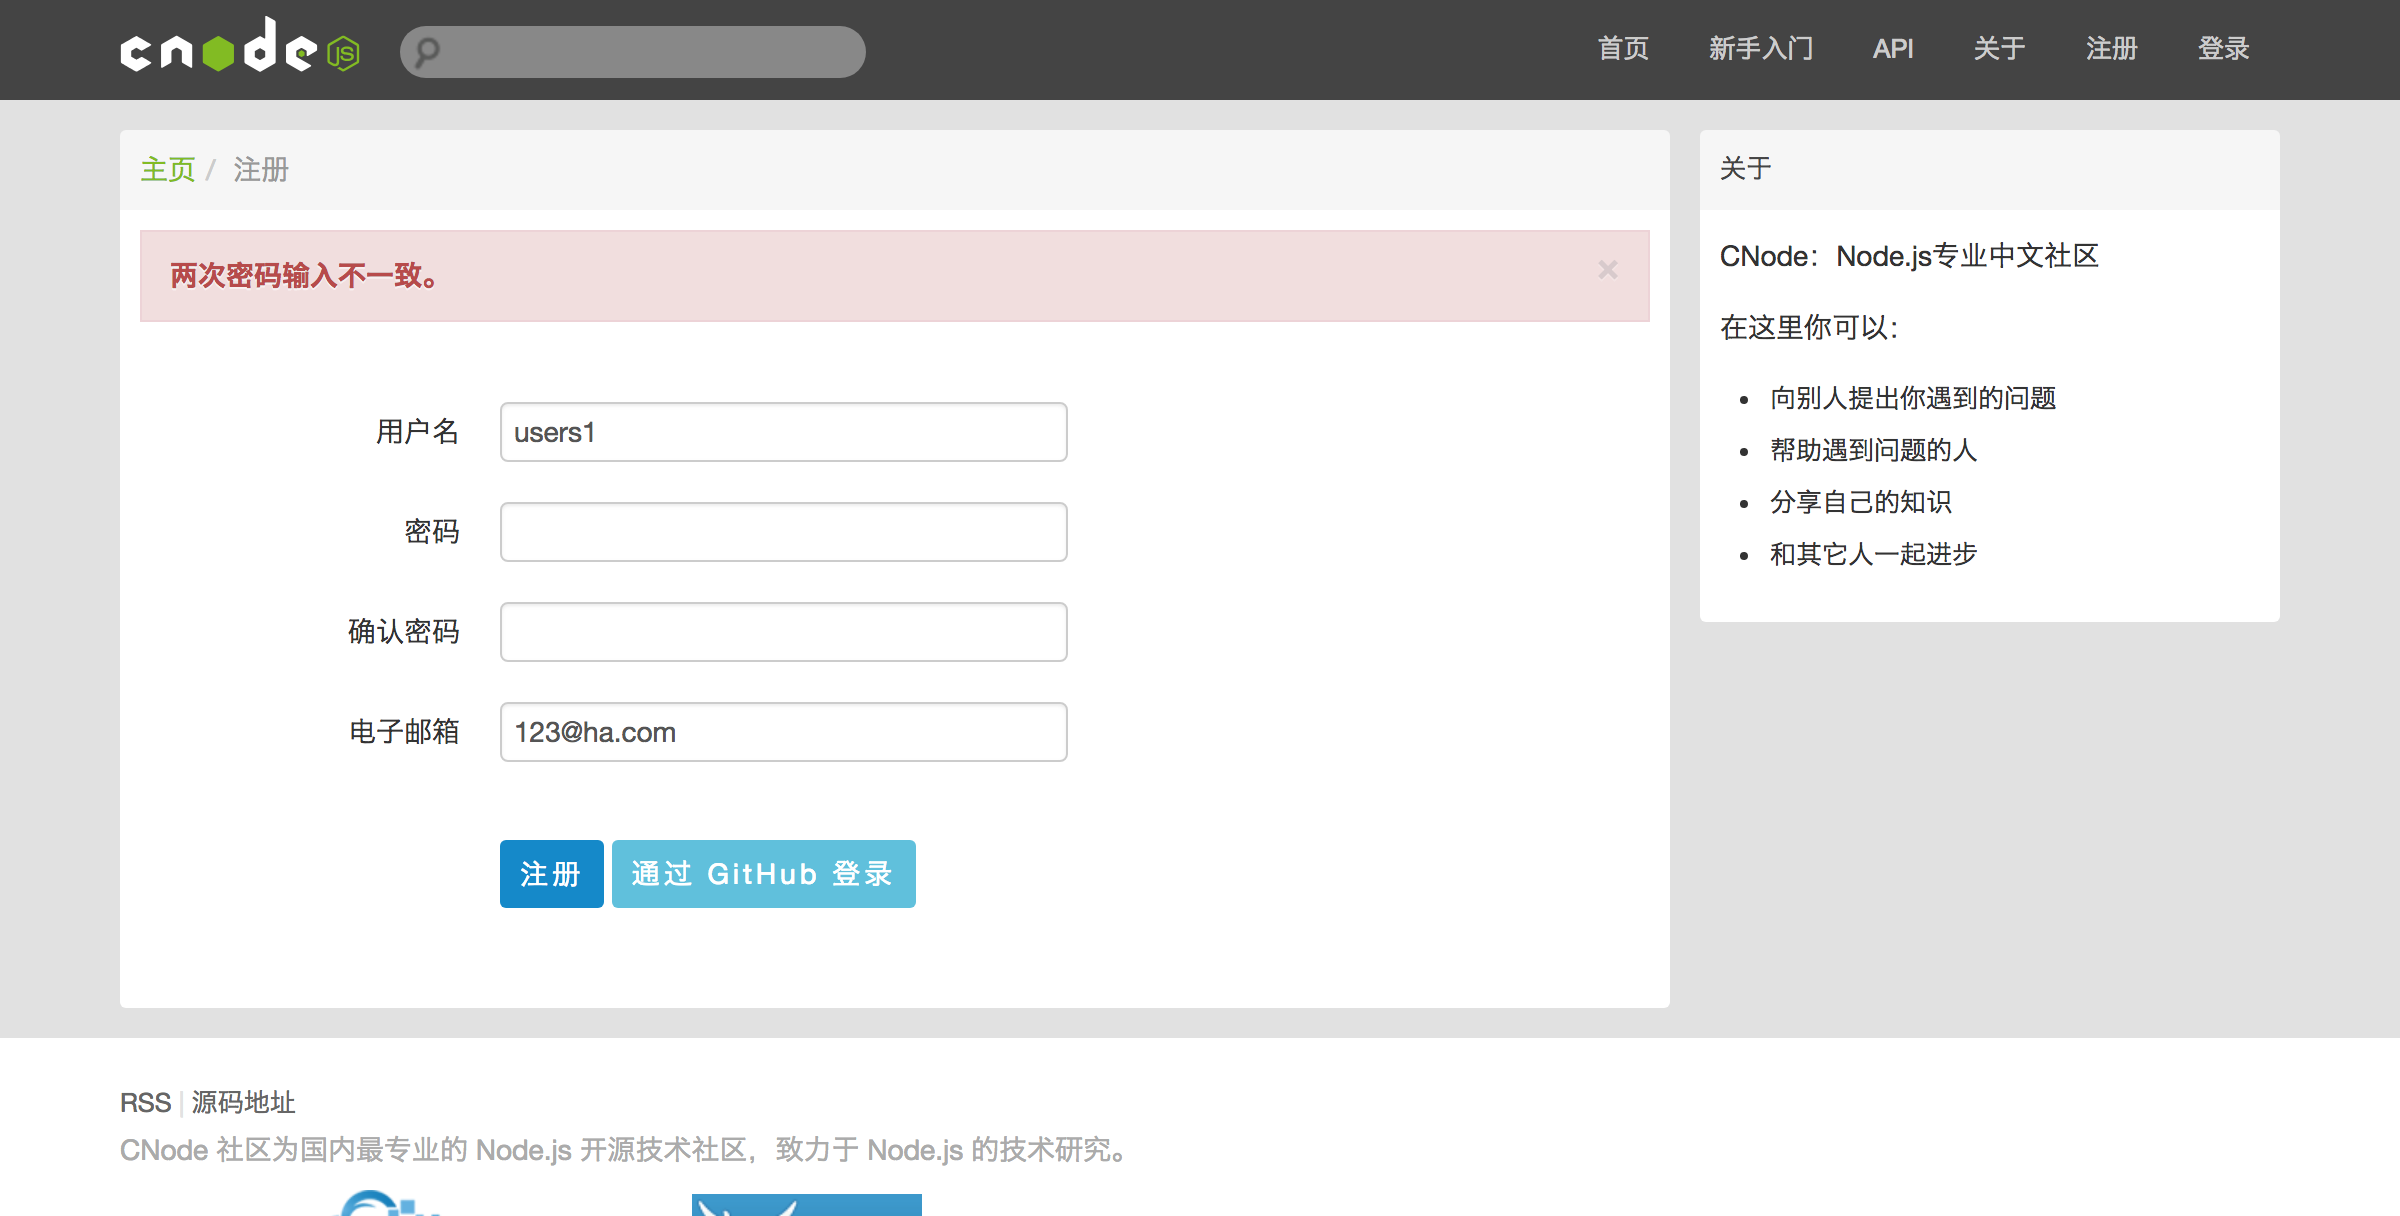 cnodejs
首页 新手入门 API 关于 注册 登录
主页 / 注册
两次密码输入不一致。 ×
用户名 users1
密码
确认密码
电子邮箱 123@ha.com
注册 通过 GitHub 登录
关于
CNode：Node.js专业中文社区
在这里你可以：
• 向别人提出你遇到的问题
• 帮助遇到问题的人
• 分享自己的知识
• 和其它人一起进步
RSS | 源码地址
CNode 社区为国内最专业的 Node.js 开源技术社区，致力于 Node.js 的技术研究。